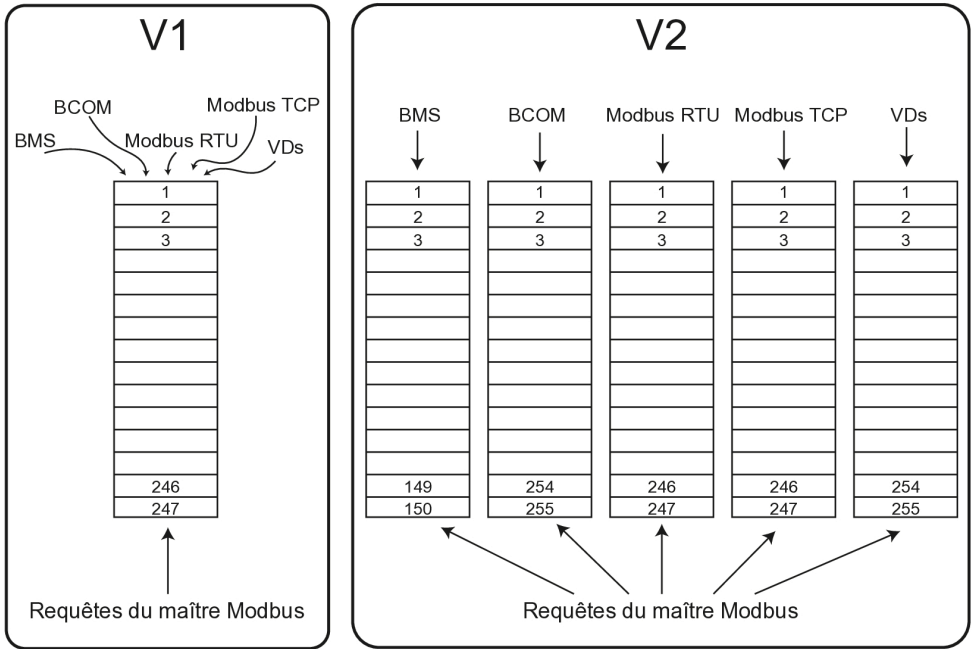 V1
V2
BCOM
Modbus TCP
BMS
Modbus RTU
VDs
BMS
BCOM
Modbus RTU
Modbus TCP
VDs
1
2
3
246
247
1 1 1 1 1
2 2 2 2 2
3 3 3 3 3
149 254 246 246 254
150 255 247 247 255
Requêtes du maître Modbus
Requêtes du maître Modbus